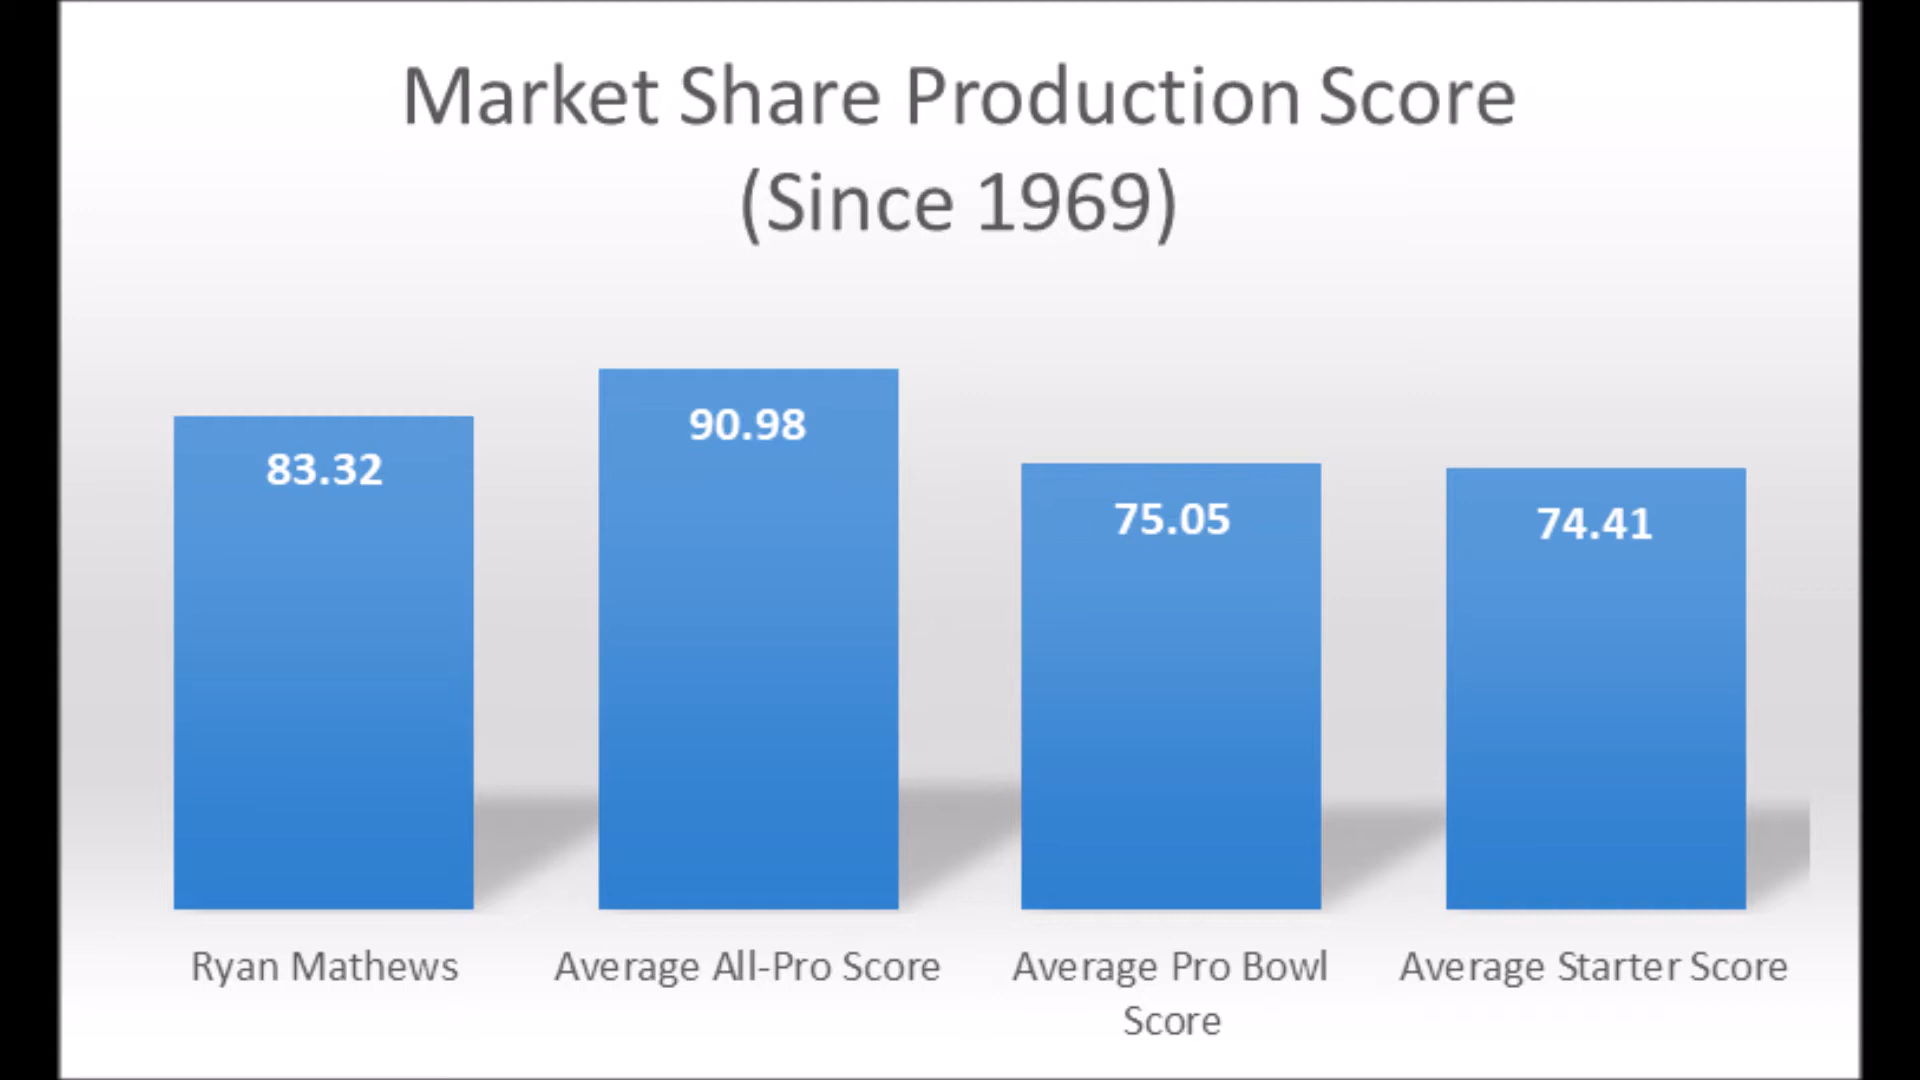 Market Share Production Score
(Since 1969)
83.32
90.98
75.05
74.41
Ryan Mathews
Average All-Pro Score
Average Pro Bowl
Score
Average Starter Score